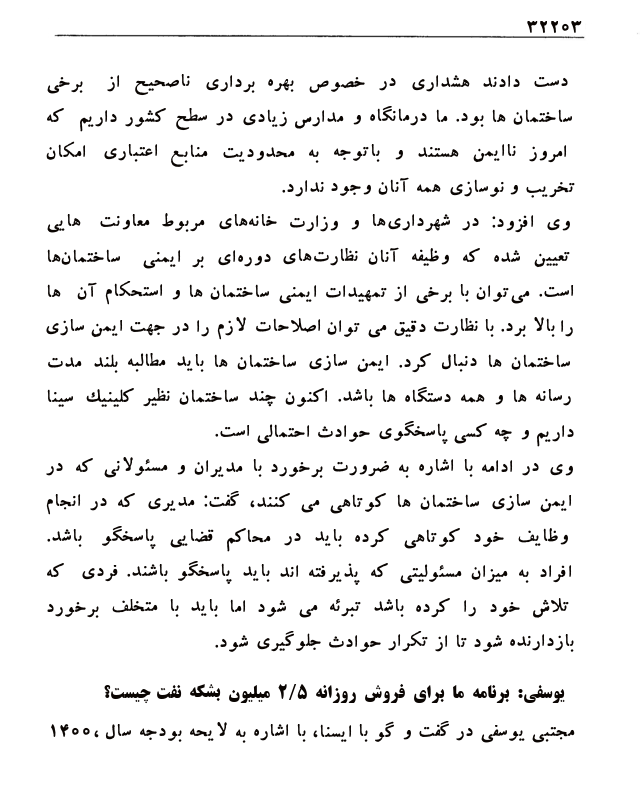 ۳۲۲۰۳
دست دادند هشداری در خصوص بهره برداری ناصحیح از برخی
ساختمان ها بود. ما درمانگاه و مدارس زیادی در سطح کشور داریم که
امروز ناایمن هستند و باتوجه به محدودیت منابع اعتباری امکان
تخریب و نوسازی همه آنان وجود ندارد.
وی افزود: در شهرداری‌ها و وزارت خانه‌های مربوط معاونت هایی
تعیین شده که وظیفه آنان نظارت‌های دوره‌ای بر ایمنی ساختمان‌ها
است. می‌توان با برخی از تمهیدات ایمنی ساختمان ها و استحکام آن ها
را بالا برد. با نظارت دقیق می توان اصلاحات لازم را در جهت ایمن سازی
ساختمان ها دنبال کرد. ایمن سازی ساختمان ها باید مطالبه بلند مدت
رسانه ها و همه دستگاه ها باشد. اکنون چند ساختمان نظیر کلینیك سینا
داریم و چه کسی پاسخگوی حوادث احتمالی است.
وی در ادامه با اشاره به ضرورت برخورد با مدیران و مسئولانی که در
ایمن سازی ساختمان ها کوتاهی می کنند، گفت: مدیری که در انجام
وظایف خود کوتاهی کرده باید در محاکم قضایی پاسخگو باشد.
افراد به میزان مسئولیتی که پذیرفته اند باید پاسخگو باشند. فردی که
تلاش خود را کرده باشد تبرئه می شود اما باید با متخلف برخورد
بازدارنده شود تا از تکرار حوادث جلوگیری شود.
یوسفی: برنامه ما برای فروش روزانه ۲/۵ میلیون بشکه نفت چیست؟
مجتبی یوسفی در گفت و گو با ایسنا، با اشاره به لایحه بودجه سال ۱۴۰۰،